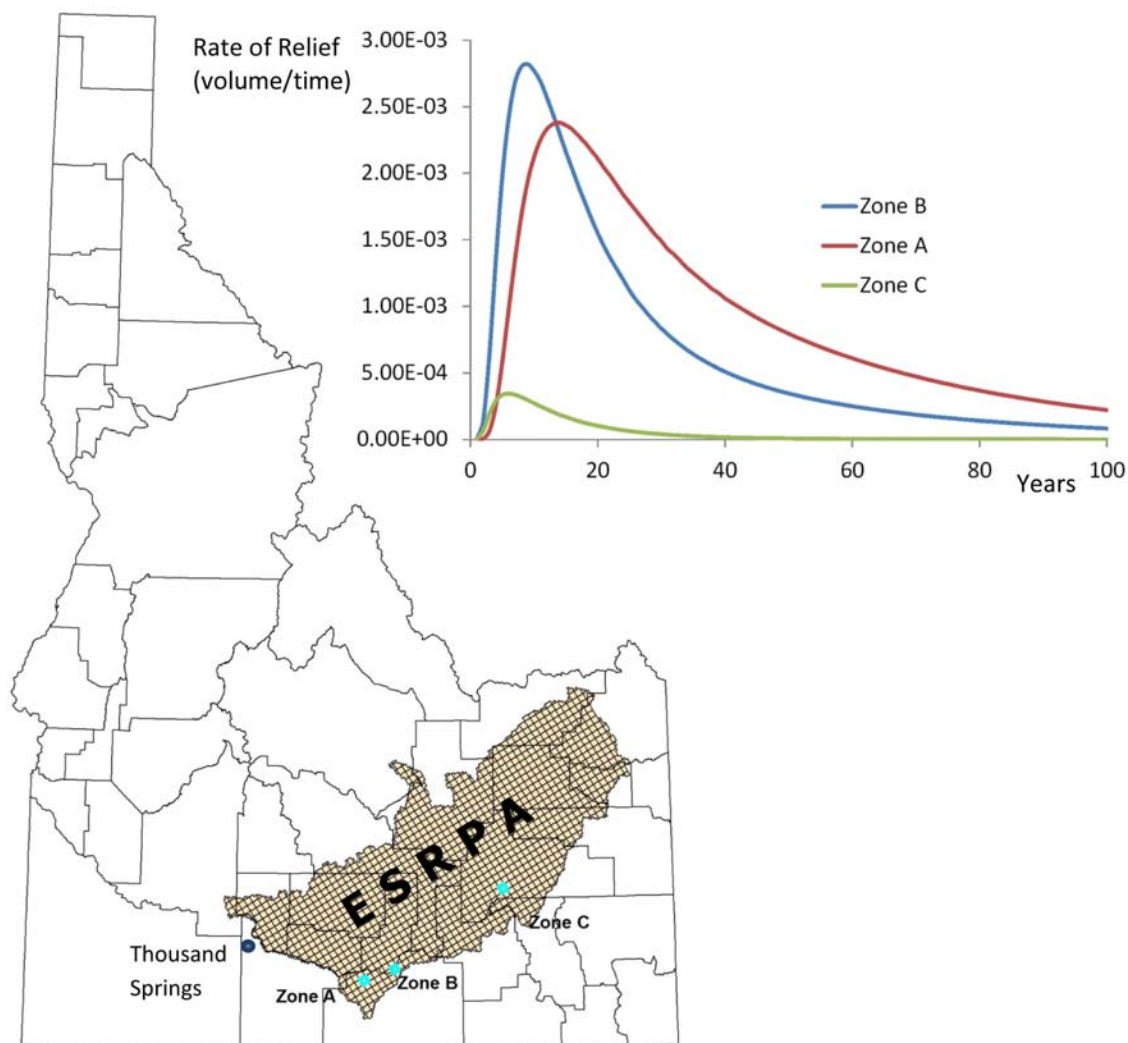 Rate of Relief
(volume/time)
3.00E-03
2.50E-03
2.00E-03
1.50E-03
1.00E-03
5.00E-04
0.00E+00
0 20 40 60 80 100
Years
Zone B
Zone A
Zone C
ESRPA
Zone C
Thousand
Springs
Zone A
Zone B